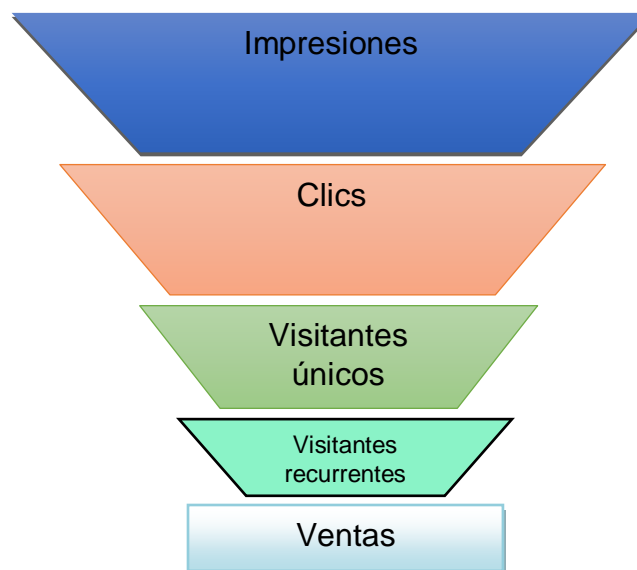 Impresiones
Clics
Visitantes
únicos
Visitantes
recurrentes
Ventas